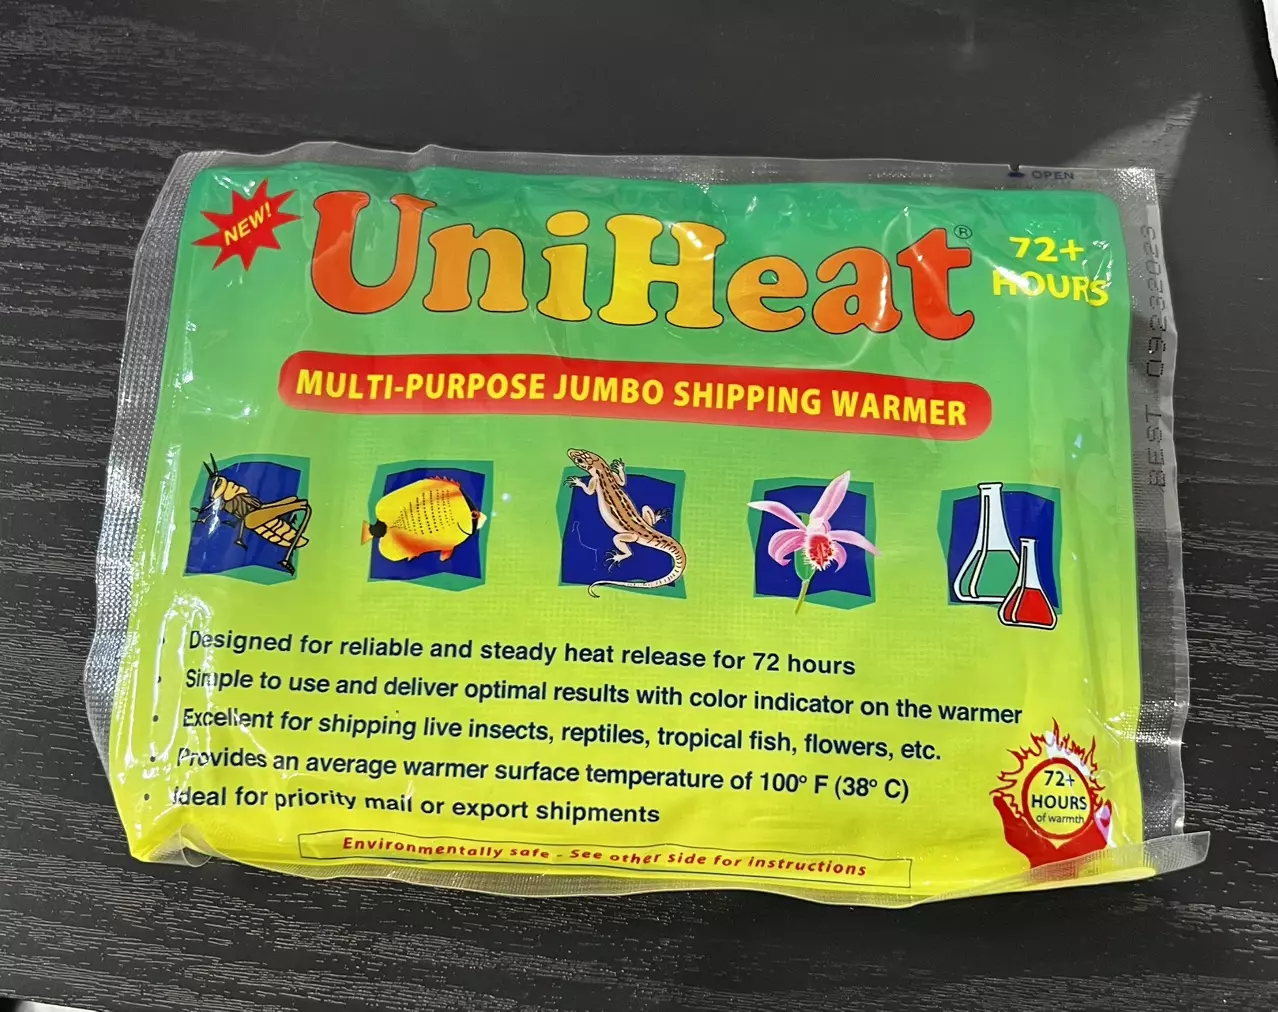 OPEN
NEW!
UniHeat®
72+
HOURS
MULTI-PURPOSE JUMBO SHIPPING WARMER
BEST 09232023
• Designed for reliable and steady heat release for 72 hours
• Simple to use and deliver optimal results with color indicator on the warmer
• Excellent for shipping live insects, reptiles, tropical fish, flowers, etc.
• Provides an average warmer surface temperature of 100° F (38° C)
• Ideal for priority mail or export shipments
72+
HOURS
of warmth
Environmentally safe - See other side for instructions